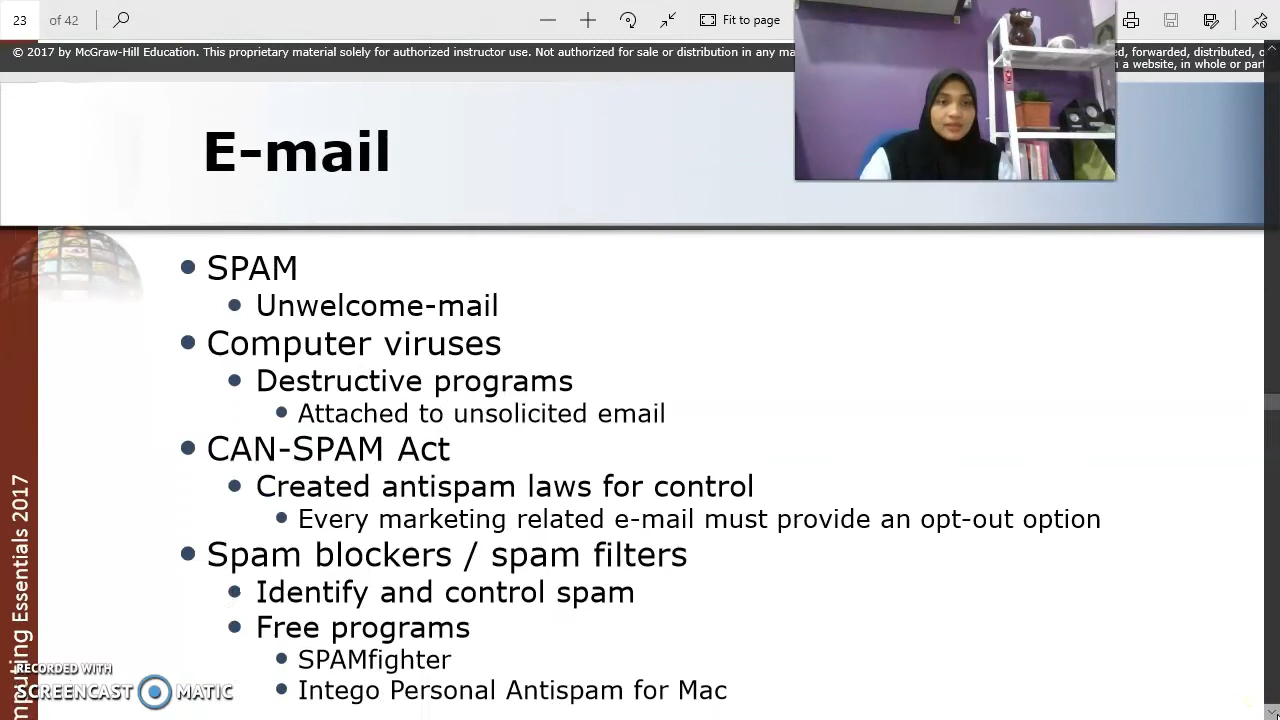 23 of 42
Fit to page
© 2017 by McGraw-Hill Education. This proprietary material solely for authorized instructor use. Not authorized for sale or distribution in any
ed, forwarded, distributed,
a website, in whole or part
E-mail
SPAM
Unwelcome-mail
Computer viruses
Destructive programs
Attached to unsolicited email
CAN-SPAM Act
Created antispam laws for control
Every marketing related e-mail must provide an opt-out option
Spam blockers / spam filters
Identify and control spam
Free programs
SPAMfighter
Intego Personal Antispam for Mac
mputing Essentials 2017
RECORDED WITH
SCREENCAST MATIC